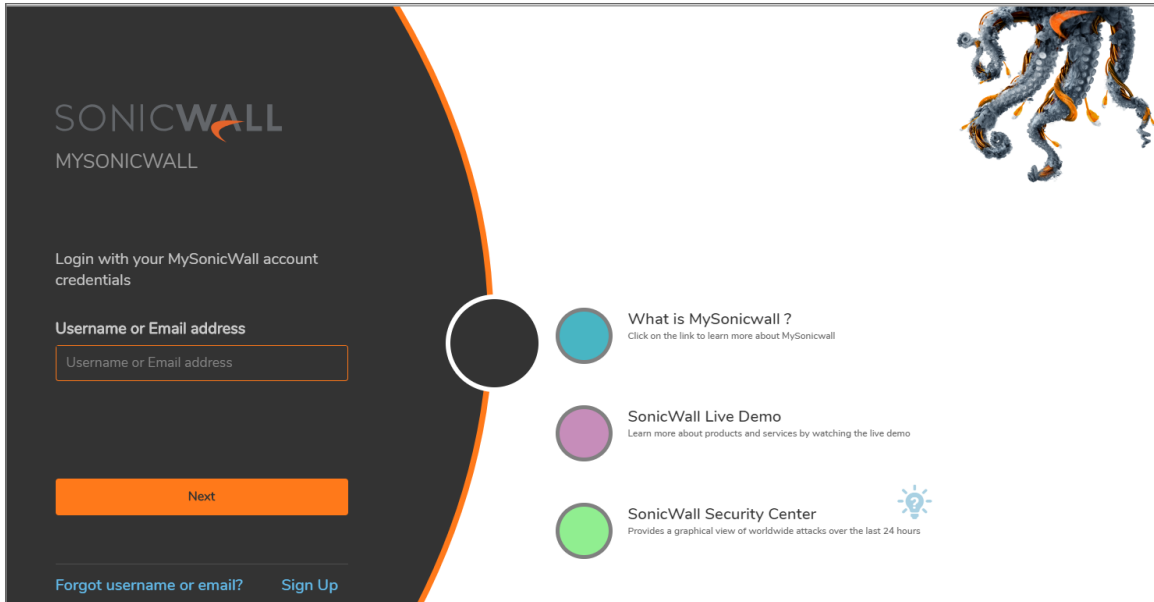 SONICWALL
MYSONICWALL
Login with your MySonicWall account
credentials
Username or Email address
Username or Email address
Next
Forgot username or email?
Sign Up
What is MySonicwall ?
Click on the link to learn more about MySonicwall
SonicWall Live Demo
Learn more about products and services by watching the live demo
SonicWall Security Center
Provides a graphical view of worldwide attacks over the last 24 hours
?